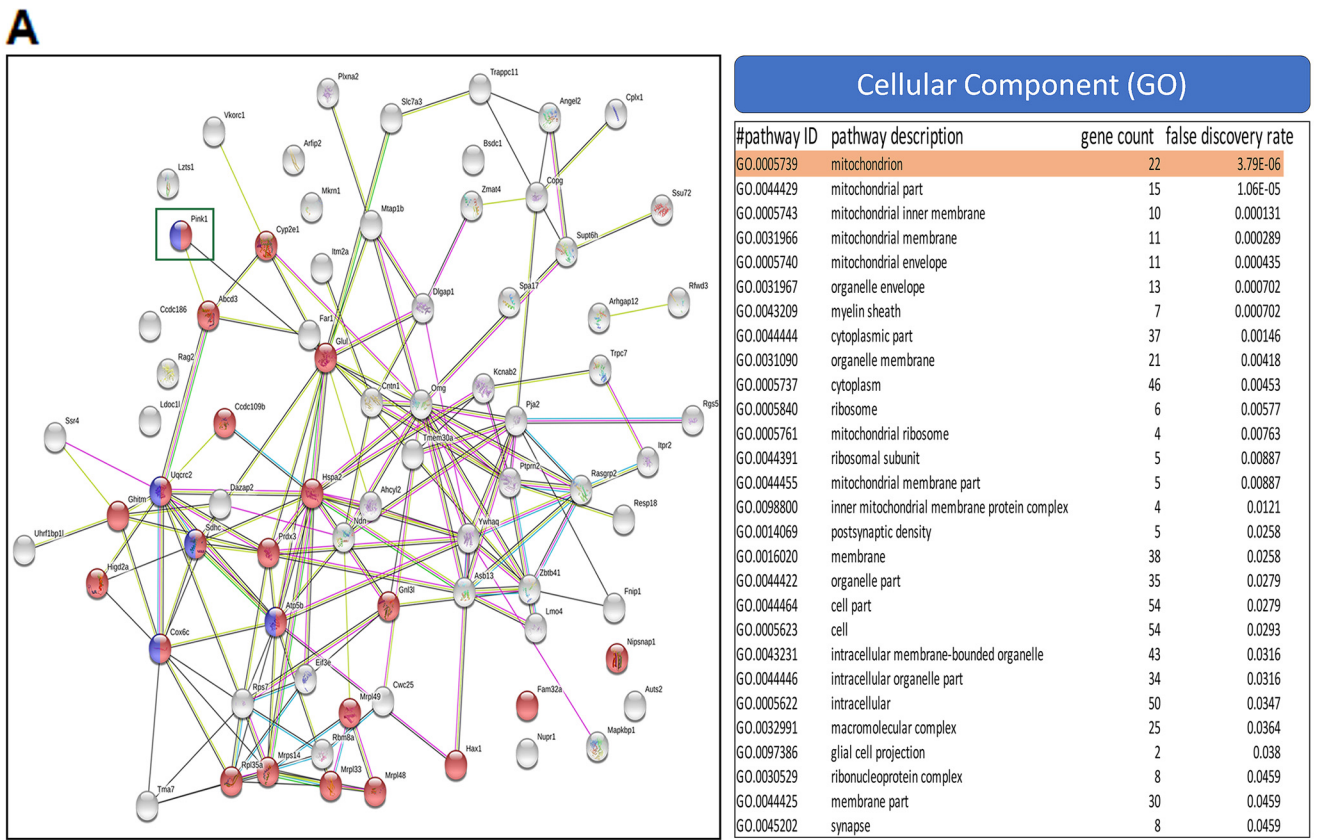 A
Plxna2
Trappc11
Slc7a3
Angel2
Cplx1
Vkorc1
Arfip2
Bsdc1
Lzts1
Copg
Mkrn1
Zmat4
Ssu72
Pink1
Mtap1b
Cyp2e1
Supt6h
Itm2a
Dlgap1
Spa17
Rfwd3
Abcd3
Arhgap12
Ccdc186
Far1
Glul
Rag2
Trpc7
Kcnab2
Cntn1
Omg
Ldoc1l
Pja2
Rgs5
Ccdc109b
Ssr4
Tmem30a
Itpr2
Ptprn2
Uqcrc2
Hspa2
Rasgrp2
Dazap2
Ahcyl2
Ghitm
Resp18
Ndn
Sdhc
Ywhaq
Uhrf1bp1l
Prdx3
Higd2a
Asb13
Zbtb41
Gnl3l
Fnip1
Atp5b
Lmo4
Cox6c
Nipsnap1
Eif3e
Rps7
Cwc25
Mrpl49
Fam32a
Auts2
Rbm8a
Nupr1
Mapkbp1
Hax1
Mrps14
Rpl35a
Mrpl33
Mrpl48
Tma7
Cellular Component (GO)
#pathway ID pathway description gene count false discovery rate
GO.0005739 mitochondrion 22 3.79E-06
GO.0044429 mitochondrial part 15 1.06E-05
GO.0005743 mitochondrial inner membrane 10 0.000131
GO.0031966 mitochondrial membrane 11 0.000289
GO.0005740 mitochondrial envelope 11 0.000435
GO.0031967 organelle envelope 13 0.000702
GO.0043209 myelin sheath 7 0.000702
GO.0044444 cytoplasmic part 37 0.00146
GO.0031090 organelle membrane 21 0.00418
GO.0005737 cytoplasm 46 0.00453
GO.0005840 ribosome 6 0.00577
GO.0005761 mitochondrial ribosome 4 0.00763
GO.0044391 ribosomal subunit 5 0.00887
GO.0044455 mitochondrial membrane part 5 0.00887
GO.0098800 inner mitochondrial membrane protein complex 4 0.0121
GO.0014069 postsynaptic density 5 0.0258
GO.0016020 membrane 38 0.0258
GO.0044422 organelle part 35 0.0279
GO.0044464 cell part 54 0.0279
GO.0005623 cell 54 0.0293
GO.0043231 intracellular membrane-bounded organelle 43 0.0316
GO.0044446 intracellular organelle part 34 0.0316
GO.0005622 intracellular 50 0.0347
GO.0032991 macromolecular complex 25 0.0364
GO.0097386 glial cell projection 2 0.038
GO.0030529 ribonucleoprotein complex 8 0.0459
GO.0044425 membrane part 30 0.0459
GO.0045202 synapse 8 0.0459